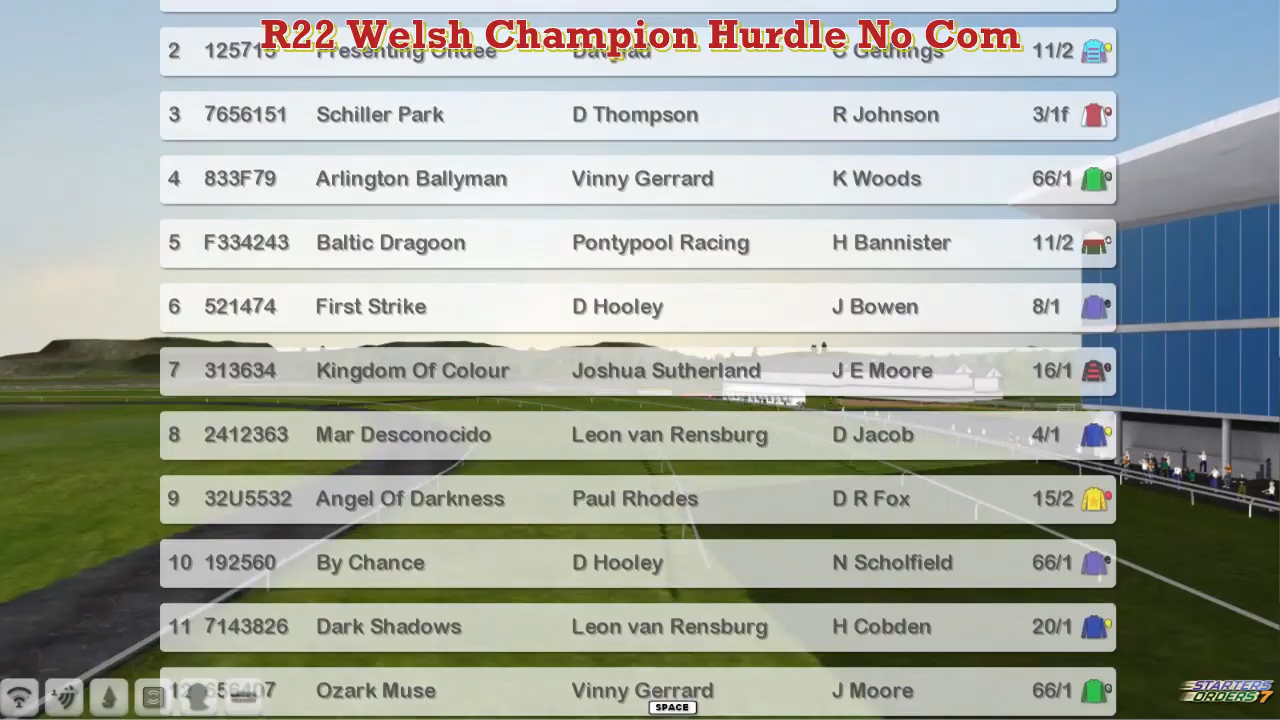 R22 Welsh Champion Hurdle No Com
2 Presenting Ondee C Gethings 11/2
3 7656151 Schiller Park D Thompson R Johnson 3/1f
4 833F79 Arlington Ballyman Vinny Gerrard K Woods 66/1
5 F334243 Baltic Dragoon Pontypool Racing H Bannister 11/2
6 521474 First Strike D Hooley J Bowen 8/1
7 313634 Kingdom Of Colour Joshua Sutherland J E Moore 16/1
8 2412363 Mar Desconocido Leon van Rensburg D Jacob 4/1
9 32U5532 Angel Of Darkness Paul Rhodes D R Fox 15/2
10 192560 By Chance D Hooley N Scholfield 66/1
11 7143826 Dark Shadows Leon van Rensburg H Cobden 20/1
12 656407 Ozark Muse Vinny Gerrard J Moore 66/1
SPACE
STARTERS ORDERS 7